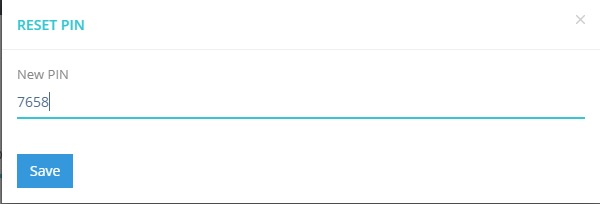 RESET PIN
New PIN
7658
Save